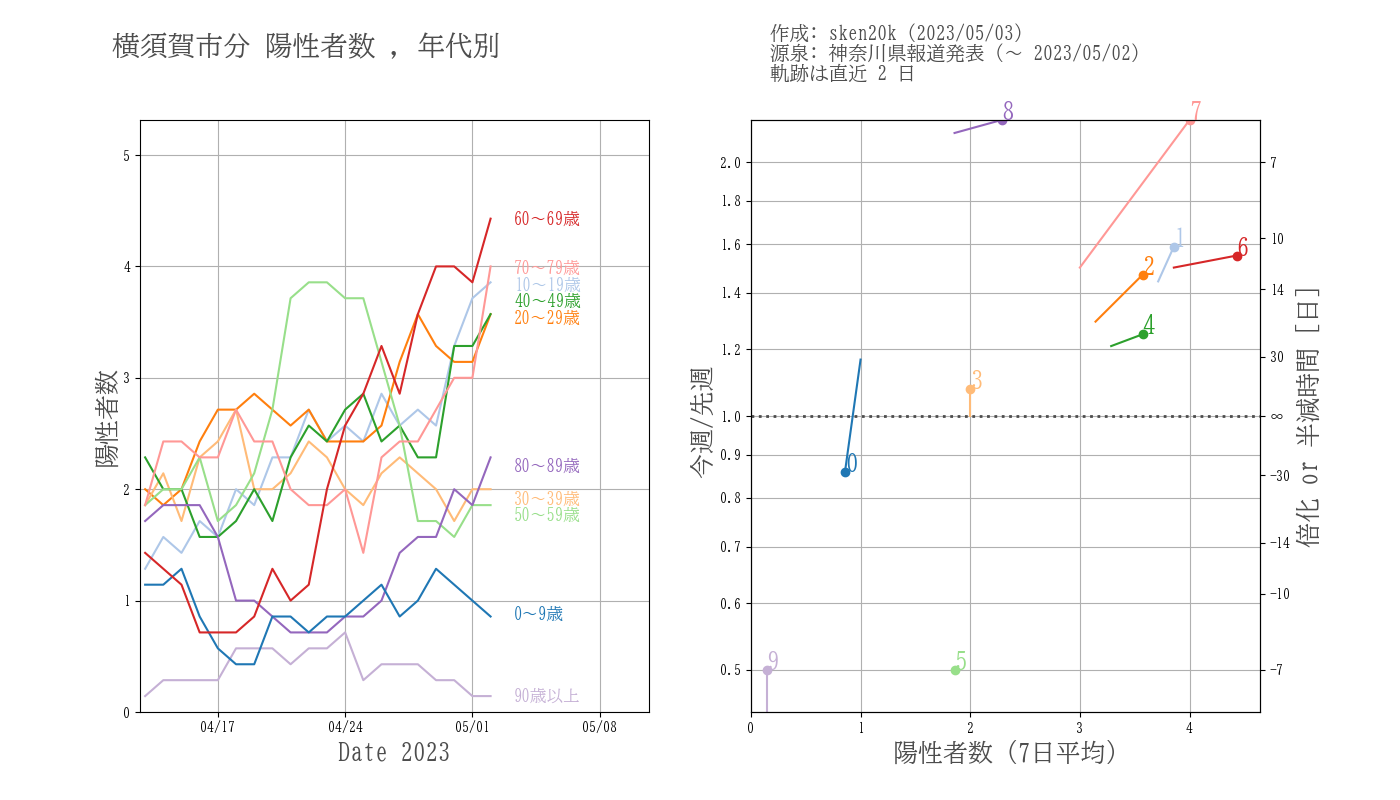 横須賀市分 陽性者数 , 年代別
作成: sken20k (2023/05/03)
源泉: 神奈川県報道発表 (〜 2023/05/02)
軌跡は直近 2 日
陽性者数
5
4
3
2
1
0
04/17
04/24
05/01
05/08
Date 2023
60〜69歳
70〜79歳
10〜19歳
40〜49歳
20〜29歳
80〜89歳
30〜39歳
50〜59歳
0〜9歳
90歳以上
今週/先週
2.0
1.8
1.6
1.4
1.2
1.0
0.9
0.8
0.7
0.6
0.5
0
1
2
3
4
陽性者数 (7日平均)
8
7
1
6
2
4
3
0
9
5
7
10
14
30
∞
−30
−14
−10
−7
倍化 or 半減時間 [日]